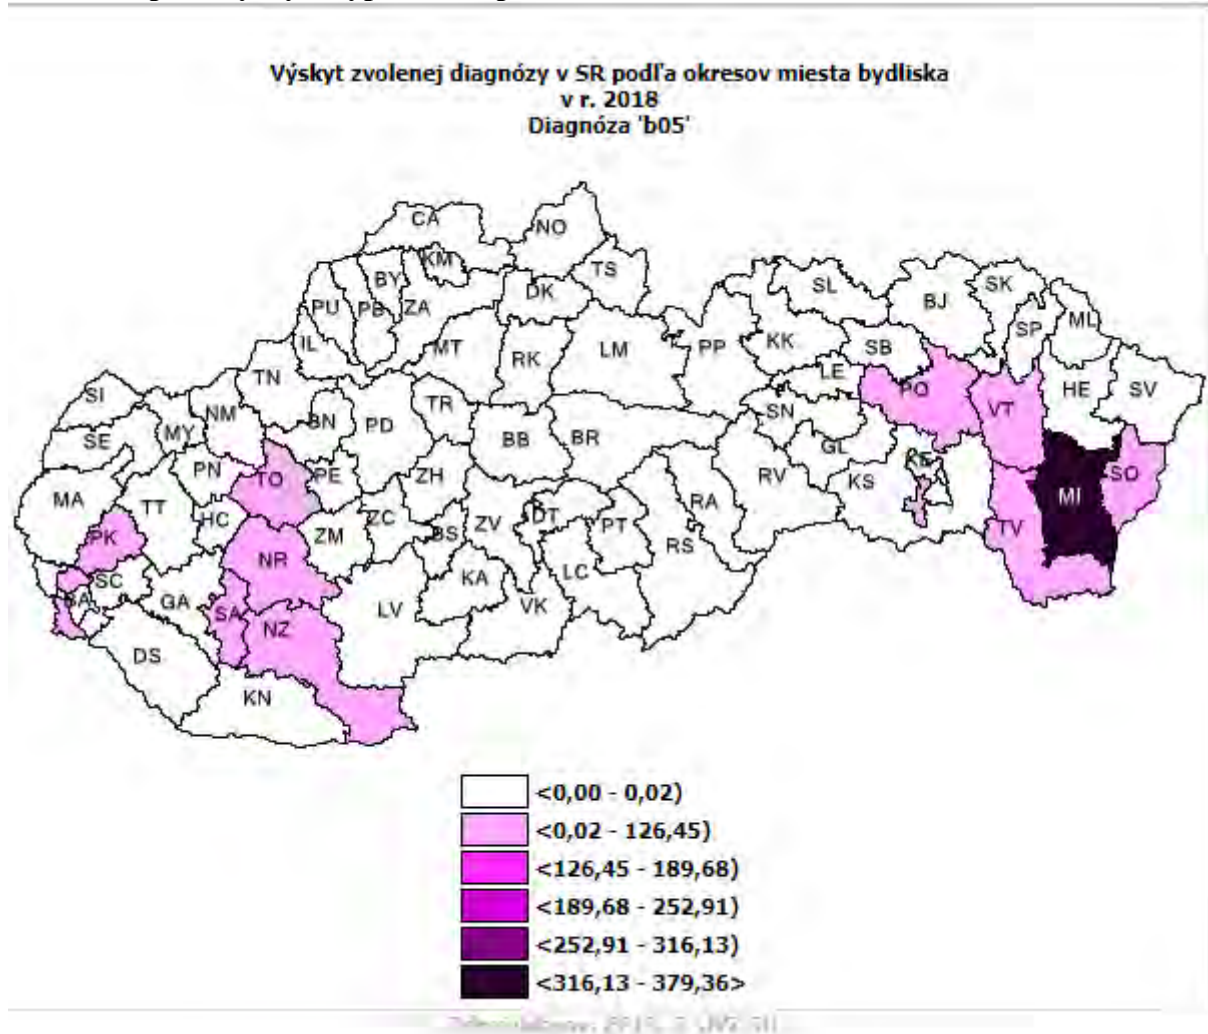 Výskyt zvolenej diagnózy v SR podľa okresov miesta bydliska
v r. 2018
Diagnóza 'b05'
CA
NO
KM
TS
BY
PU
PB
ZA
DK
SL
BJ
SK
SP
ML
IL
MT
RK
LM
PP
KK
SB
TN
LE
PO
HE
SV
SI
NM
BN
PD
TR
SN
VT
SE
MY
BB
BR
GL
PN
TO
PE
ZH
RV
KS
KE
SO
MA
TT
HC
ZM
ZC
BS
ZV
DT
PT
RA
MI
PK
NR
RS
TV
SC
KA
LC
BA
GA
SA
NZ
LV
VK
DS
KN
<0,00 - 0,02)
<0,02 - 126,45)
<126,45 - 189,68)
<189,68 - 252,91)
<252,91 - 316,13)
<316,13 - 379,36>